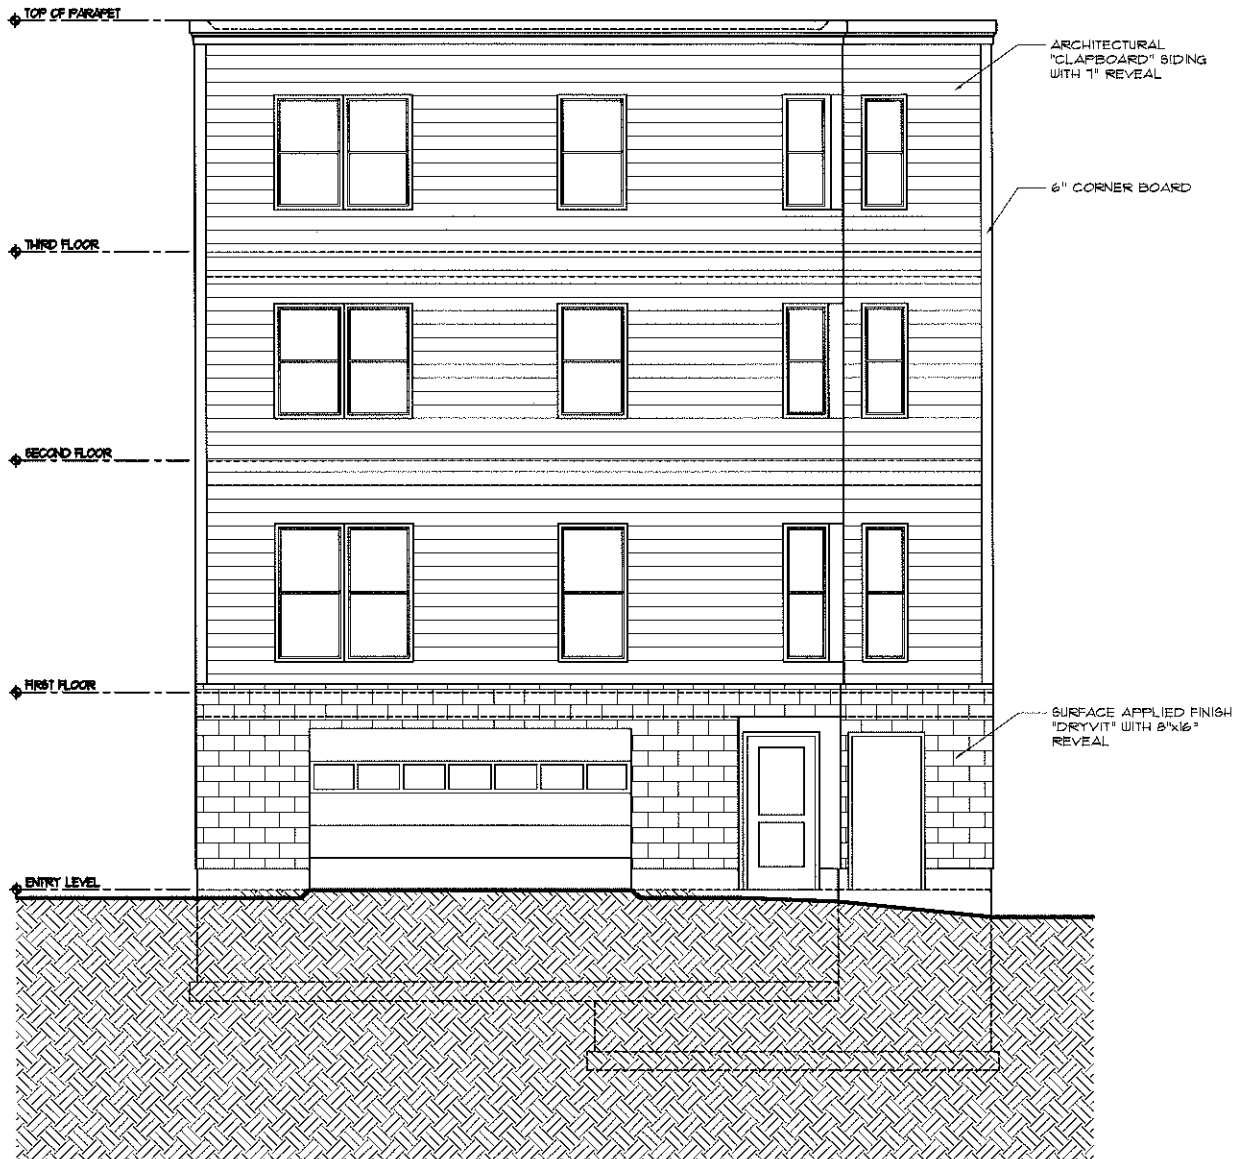 TOP OF PARAPET
ARCHITECTURAL
"CLAPBOARD" SIDING
WITH 7" REVEAL
6" CORNER BOARD
THIRD FLOOR
SECOND FLOOR
FIRST FLOOR
SURFACE APPLIED FINISH
"DRYVIT" WITH 8"x16"
REVEAL
ENTRY LEVEL